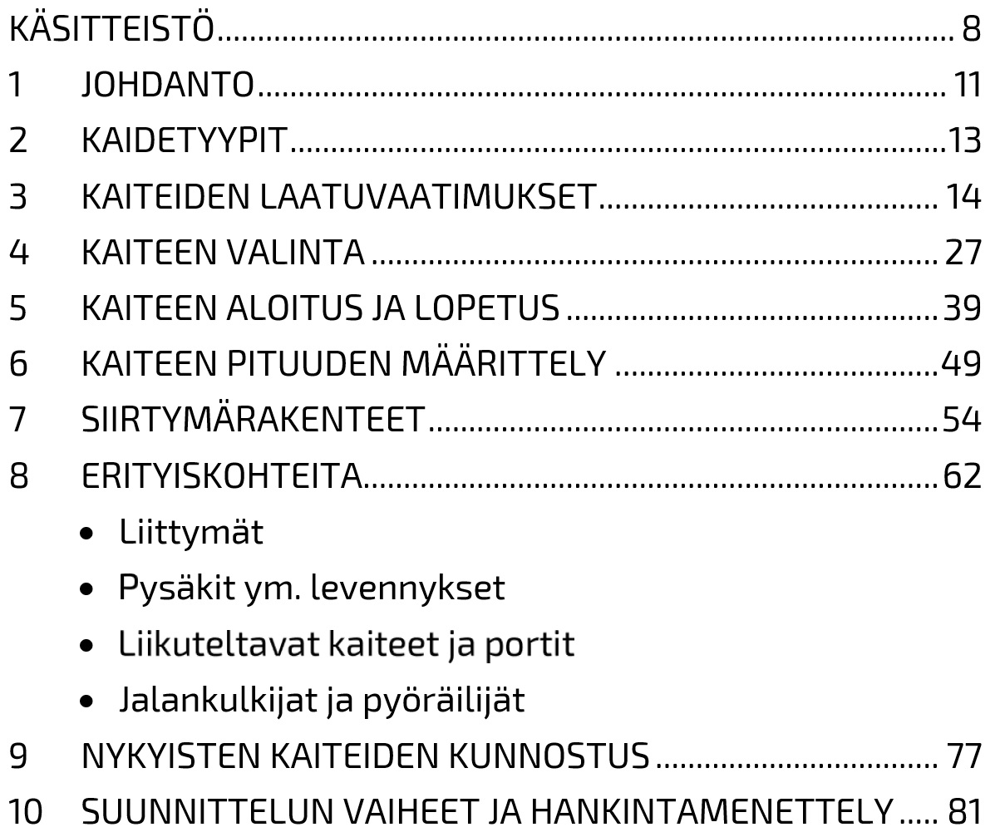 KÄSITTEISTÖ........................................................................................... 8
1 JOHDANTO..................................................................................... 11
2 KAIDETYYPIT.................................................................................13
3 KAITEIDEN LAATUVAATIMUKSET.......................................... 14
4 KAITEEN VALINTA...................................................................... 27
5 KAITEEN ALOITUS JA LOPETUS..............................................39
6 KAITEEN PITUUDEN MÄÄRITTELY ........................................49
7 SIIRTYMÄRAKENTEET...............................................................54
8 ERITYISKOHTEITA.......................................................................62
• Liittymät
• Pysäkit ym. levennykset
• Liikuteltavat kaiteet ja portit
• Jalankulkijat ja pyöräilijät
9 NYKYISTEN KAITEIDEN KUNNOSTUS................................... 77
10 SUUNNITTELUN VAIHEET JA HANKINTAMENETTELY..... 81